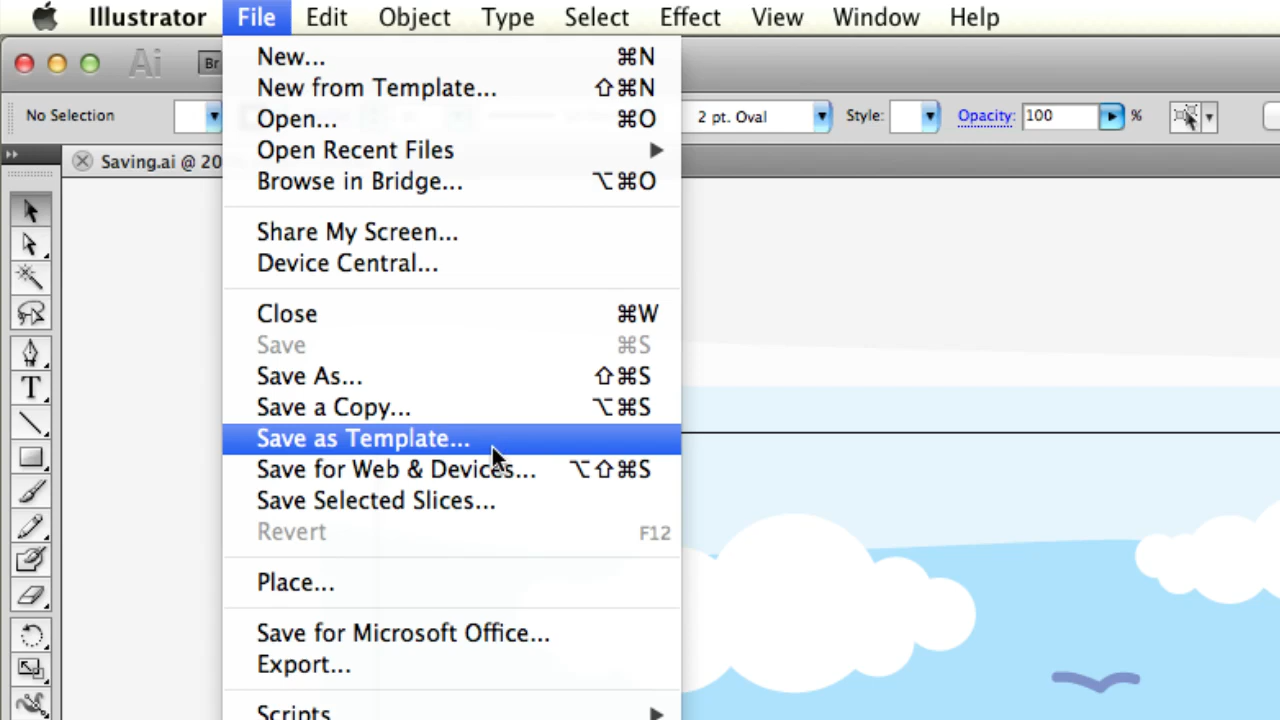 Illustrator File Edit Object Type Select Effect View Window Help
Ai Br
No Selection 2 pt. Oval Style: Opacity: 100 %
Saving.ai @ 20
New... ⌘N
New from Template... ⇧⌘N
Open... ⌘O
Open Recent Files ▶
Browse in Bridge... ⌥⌘O
Share My Screen...
Device Central...
Close ⌘W
Save ⌘S
Save As... ⇧⌘S
Save a Copy... ⌥⌘S
Save as Template...
Save for Web & Devices... ⌥⇧⌘S
Save Selected Slices...
Revert F12
Place...
Save for Microsoft Office...
Export...
Scripts ▶